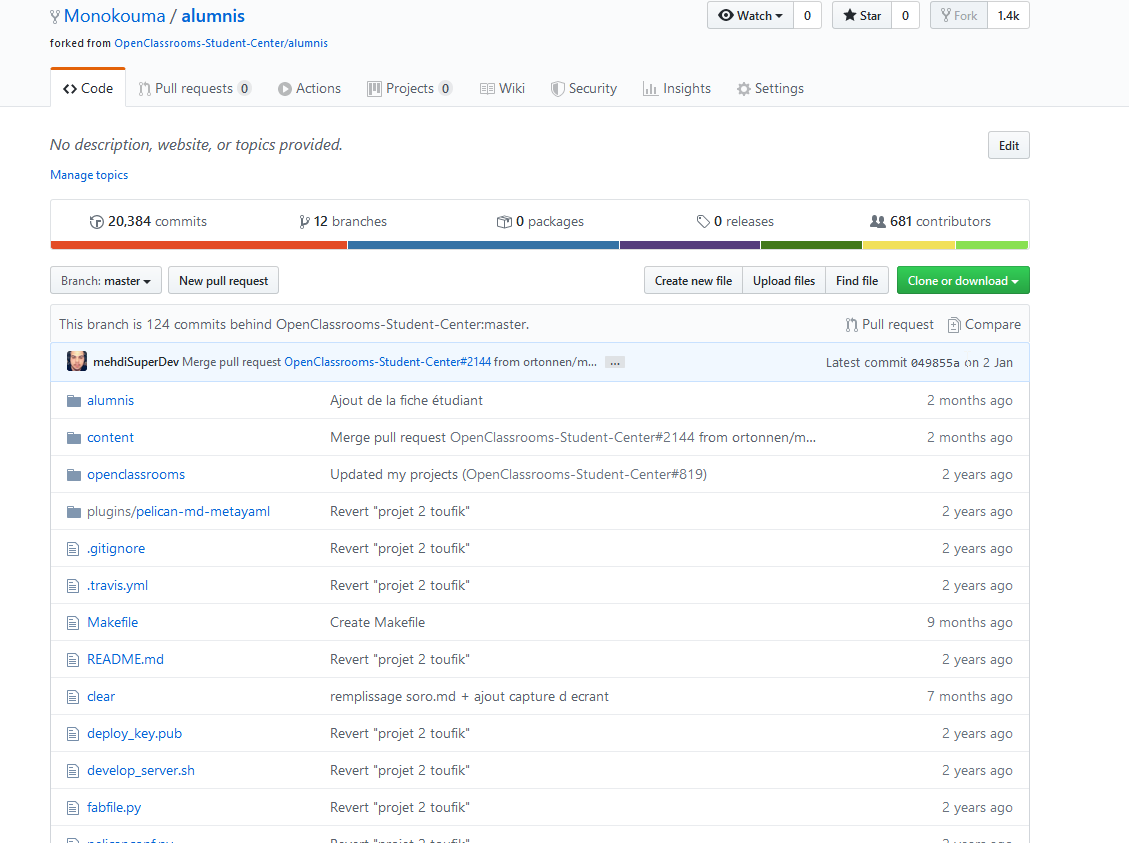 Monokouma / alumnis
Watch 0 Star 0 Fork 1.4k
forked from OpenClassrooms-Student-Center/alumnis
Code Pull requests 0 Actions Projects 0 Wiki Security Insights Settings
No description, website, or topics provided. Edit
Manage topics
20,384 commits 12 branches 0 packages 0 releases 681 contributors
Branch: master New pull request Create new file Upload files Find file Clone or download
This branch is 124 commits behind OpenClassrooms-Student-Center:master. Pull request Compare
mehdiSuperDev Merge pull request OpenClassrooms-Student-Center#2144 from ortonnen/m... ... Latest commit 049855a on 2 Jan
alumnis Ajout de la fiche étudiant 2 months ago
content Merge pull request OpenClassrooms-Student-Center#2144 from ortonnen/m... 2 months ago
openclassrooms Updated my projects (OpenClassrooms-Student-Center#819) 2 years ago
plugins/pelican-md-metayaml Revert "projet 2 toufik" 2 years ago
.gitignore Revert "projet 2 toufik" 2 years ago
.travis.yml Revert "projet 2 toufik" 2 years ago
Makefile Create Makefile 9 months ago
README.md Revert "projet 2 toufik" 2 years ago
clear remplissage soro.md + ajout capture d ecrant 7 months ago
deploy_key.pub Revert "projet 2 toufik" 2 years ago
develop_server.sh Revert "projet 2 toufik" 2 years ago
fabfile.py Revert "projet 2 toufik" 2 years ago